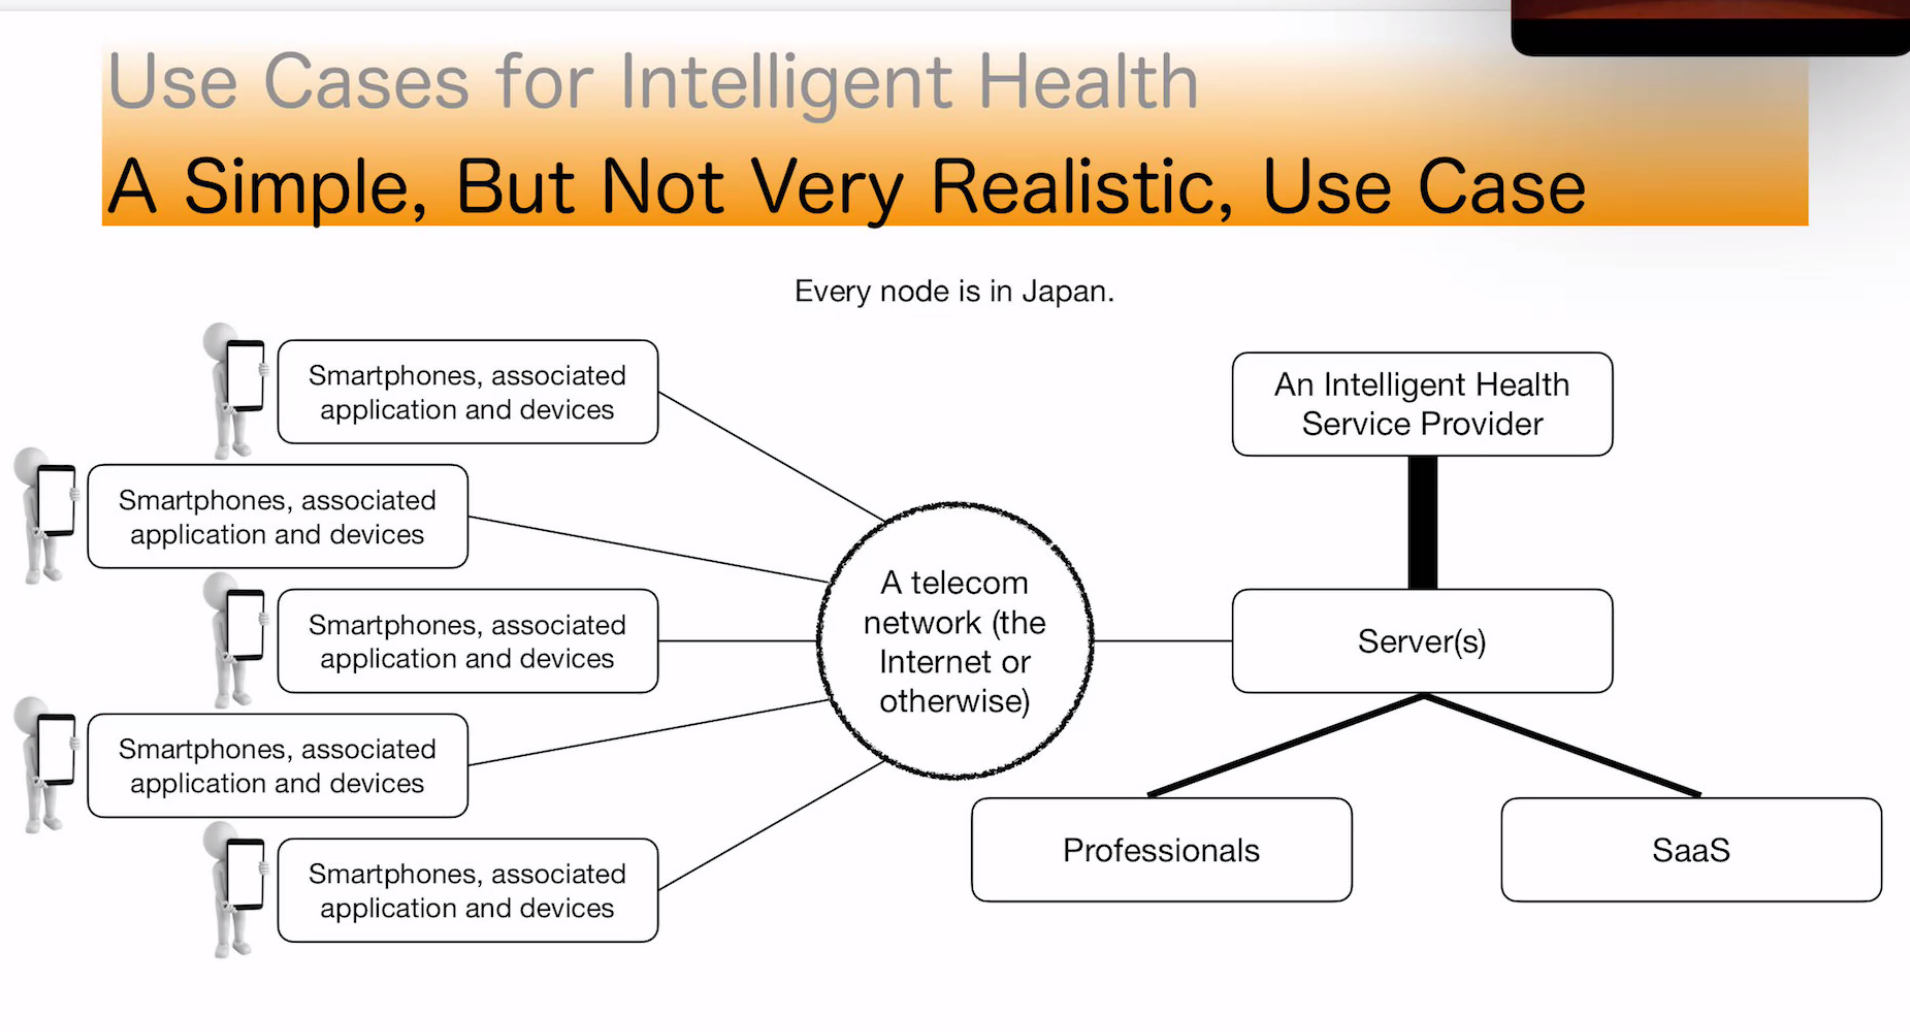 Use Cases for Intelligent Health
A Simple, But Not Very Realistic, Use Case
Every node is in Japan.
Smartphones, associated
application and devices
Smartphones, associated
application and devices
Smartphones, associated
application and devices
Smartphones, associated
application and devices
Smartphones, associated
application and devices
A telecom
network (the
Internet or
otherwise)
An Intelligent Health
Service Provider
Server(s)
Professionals
SaaS